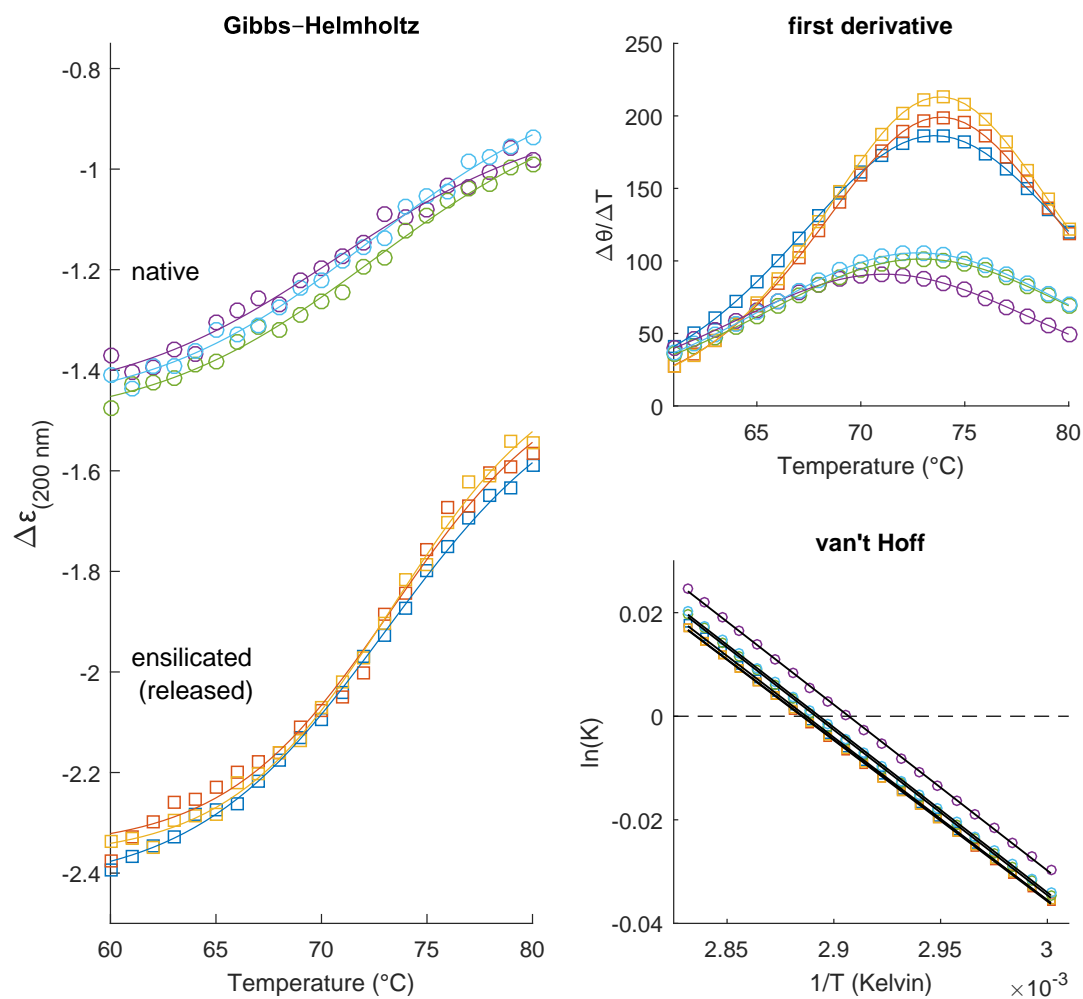 Gibbs−Helmholtz
-0.8
-1
-1.2
-1.4
-1.6
-1.8
-2
-2.2
-2.4
Δε(200 nm)
native
ensilicated
(released)
60
65
70
75
80
Temperature (°C)
first derivative
250
200
150
100
50
0
Δθ/ΔT
65
70
75
80
Temperature (°C)
van't Hoff
0.02
0
-0.02
-0.04
ln(K)
2.85
2.9
2.95
3
1/T (Kelvin)
×10⁻³